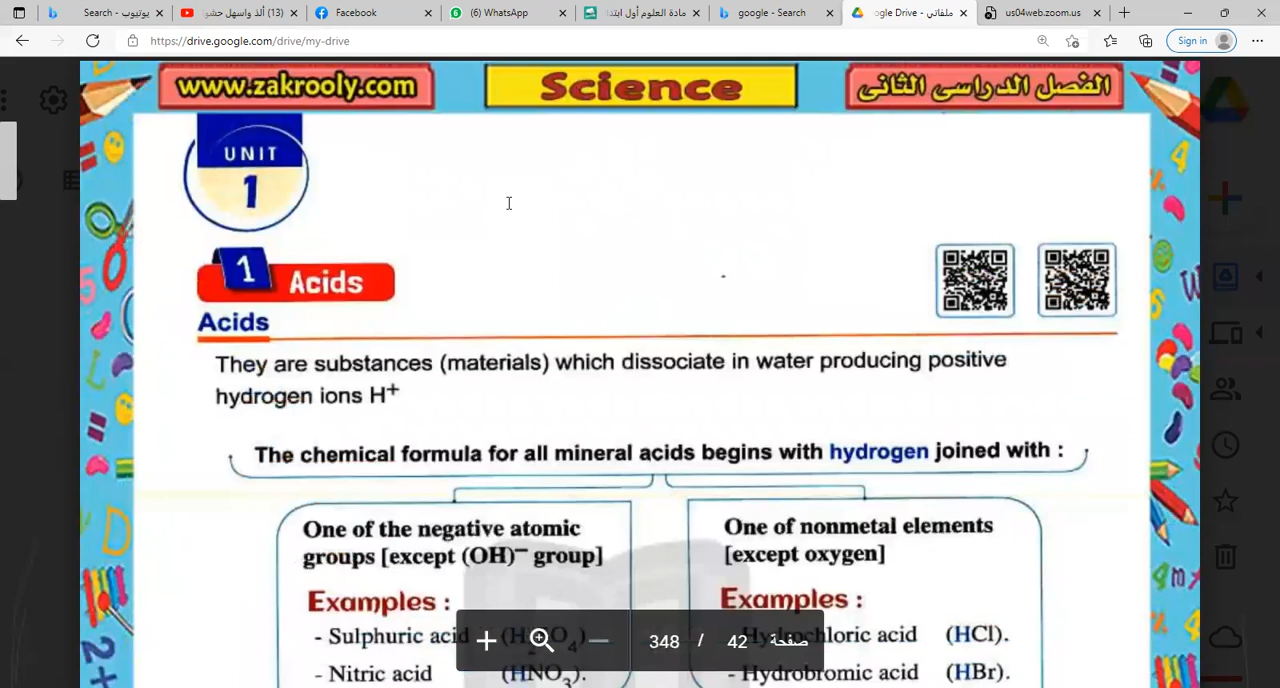 Search - يوتيوب
(13) ألذ واسهل حشو
Facebook
(6) WhatsApp
مادة العلوم أول ابتدا
google - Search
ملفاتي - ogle Drive
us04web.zoom.us
https://drive.google.com/drive/my-drive
Sign in
www.zakrooly.com
Science
الفصل الدراسى الثانى
UNIT
1
1 Acids
Acids
They are substances (materials) which dissociate in water producing positive
hydrogen ions H⁺
The chemical formula for all mineral acids begins with hydrogen joined with :
One of the negative atomic
groups [except (OH)⁻ group]
Examples :
- Sulphuric acid
- Nitric acid (HNO₃).
One of nonmetal elements
[except oxygen]
Examples :
Hydrochloric acid (HCl).
- Hydrobromic acid (HBr).
صفحة 42 / 348